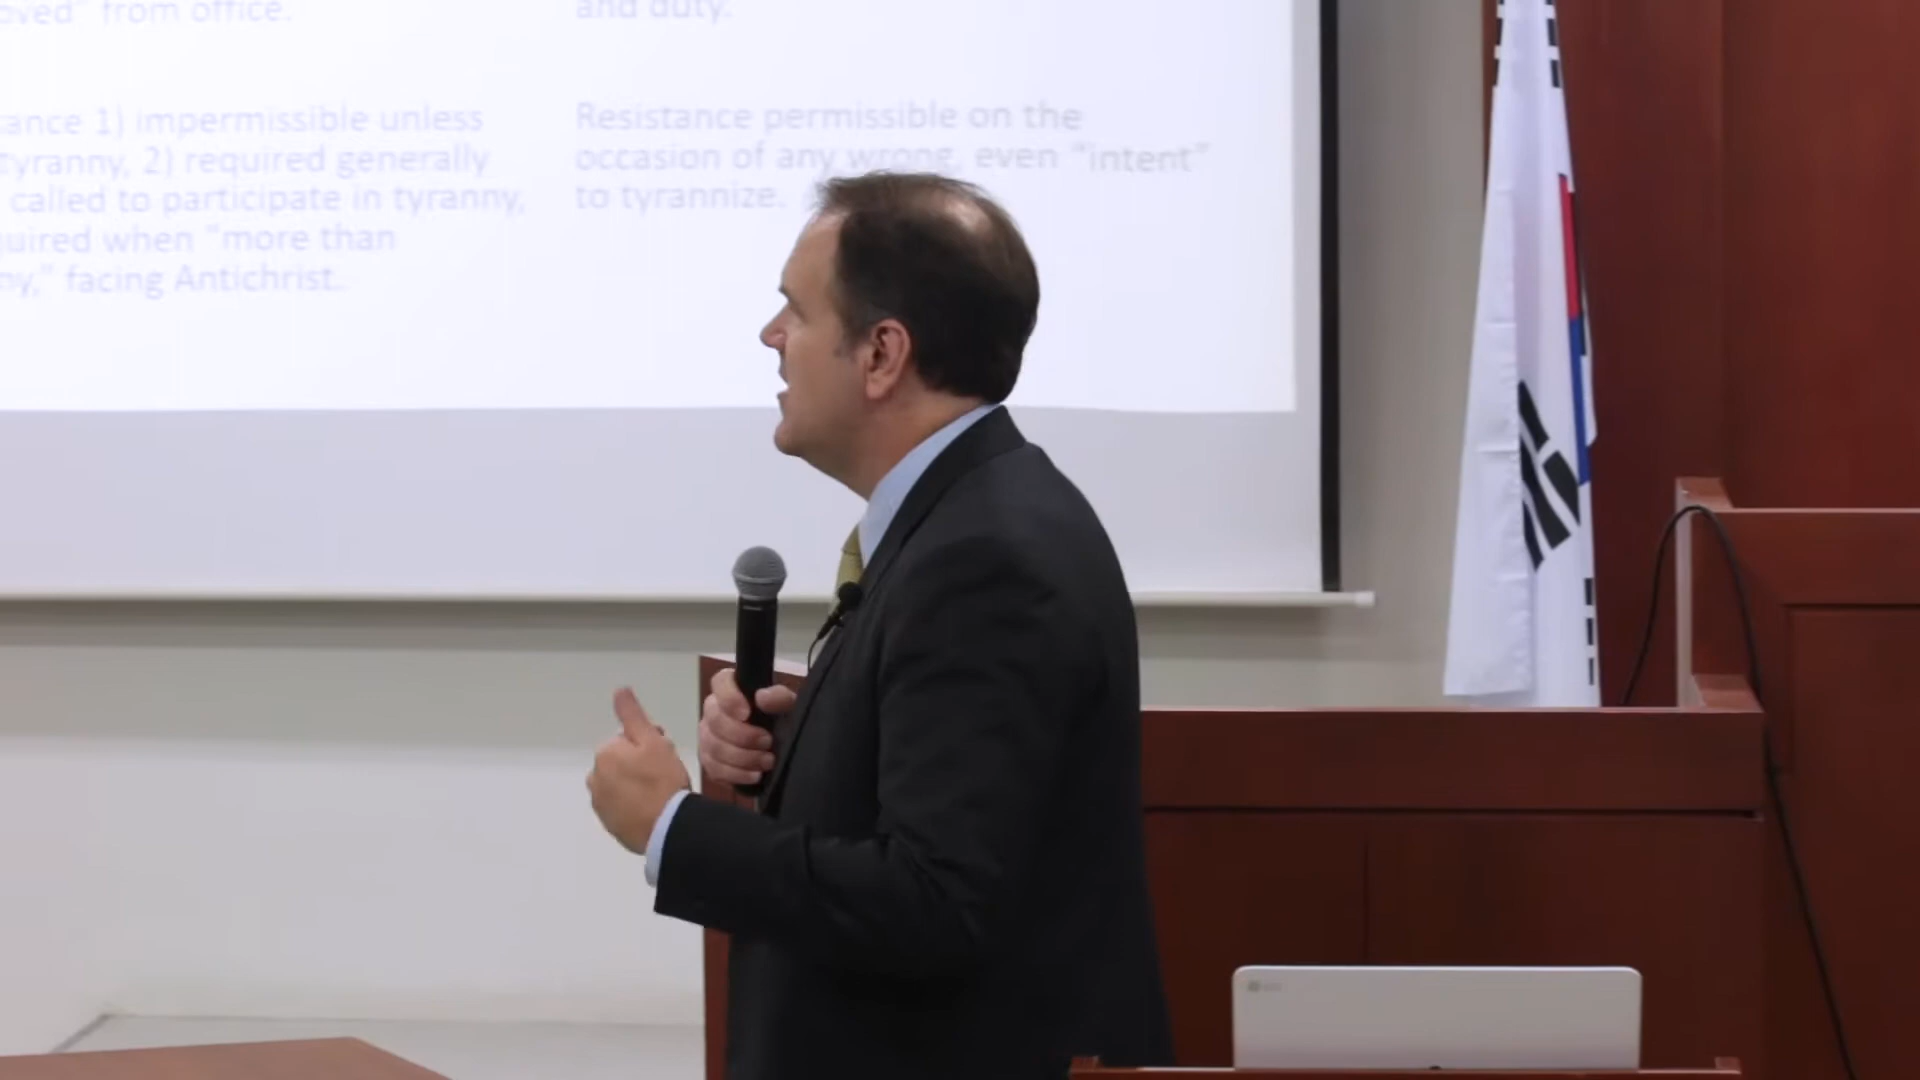 oved" from office.
ance 1) impermissible unless
tyranny, 2) required generally
called to participate in tyranny,
uired when "more than
ny," facing Antichrist.
and duty.
Resistance permissible on the
occasion of any wrong, even "intent"
to tyrannize.